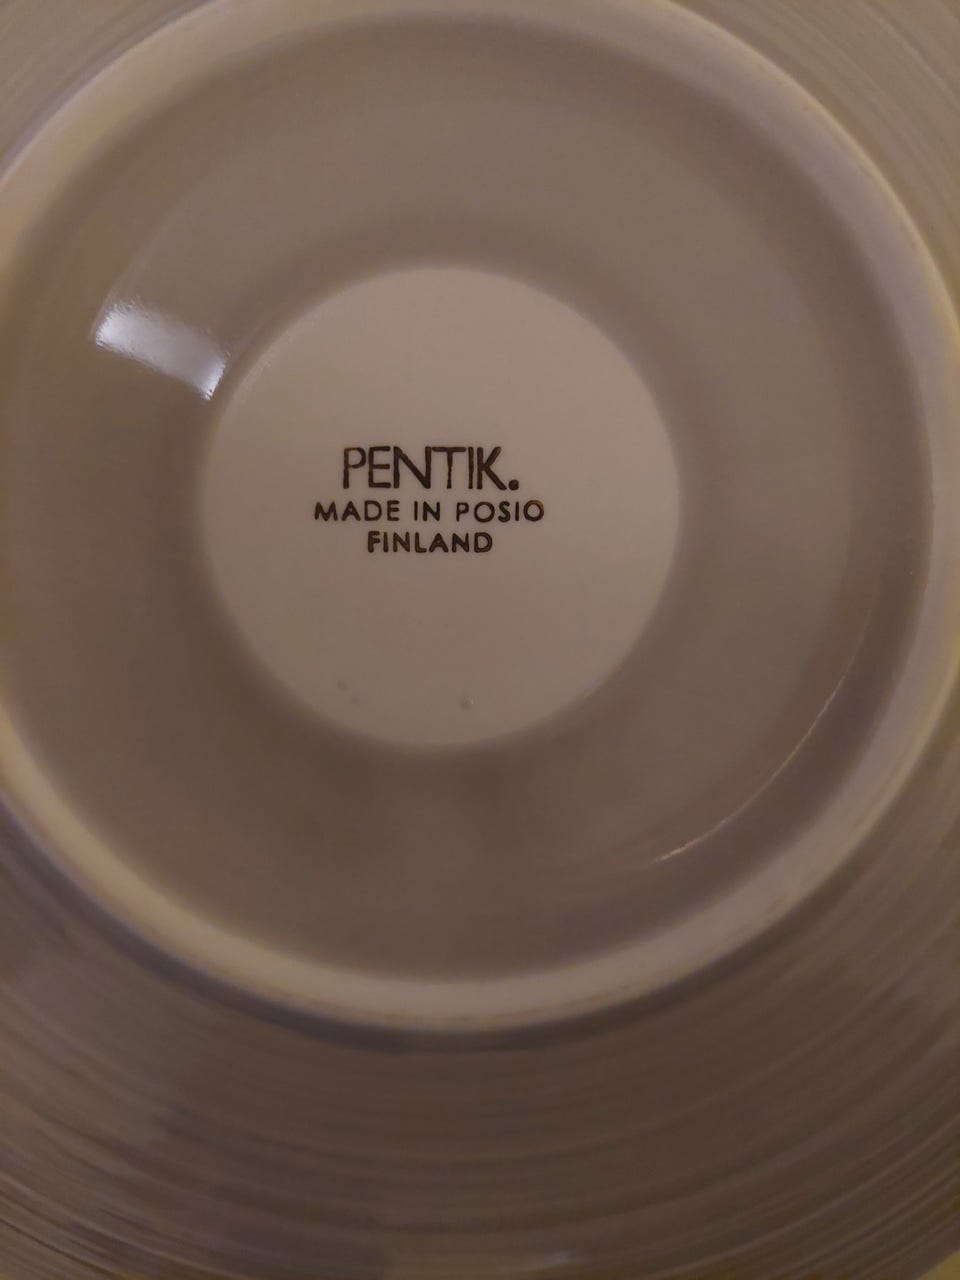 PENTIK.
MADE IN POSIO
FINLAND